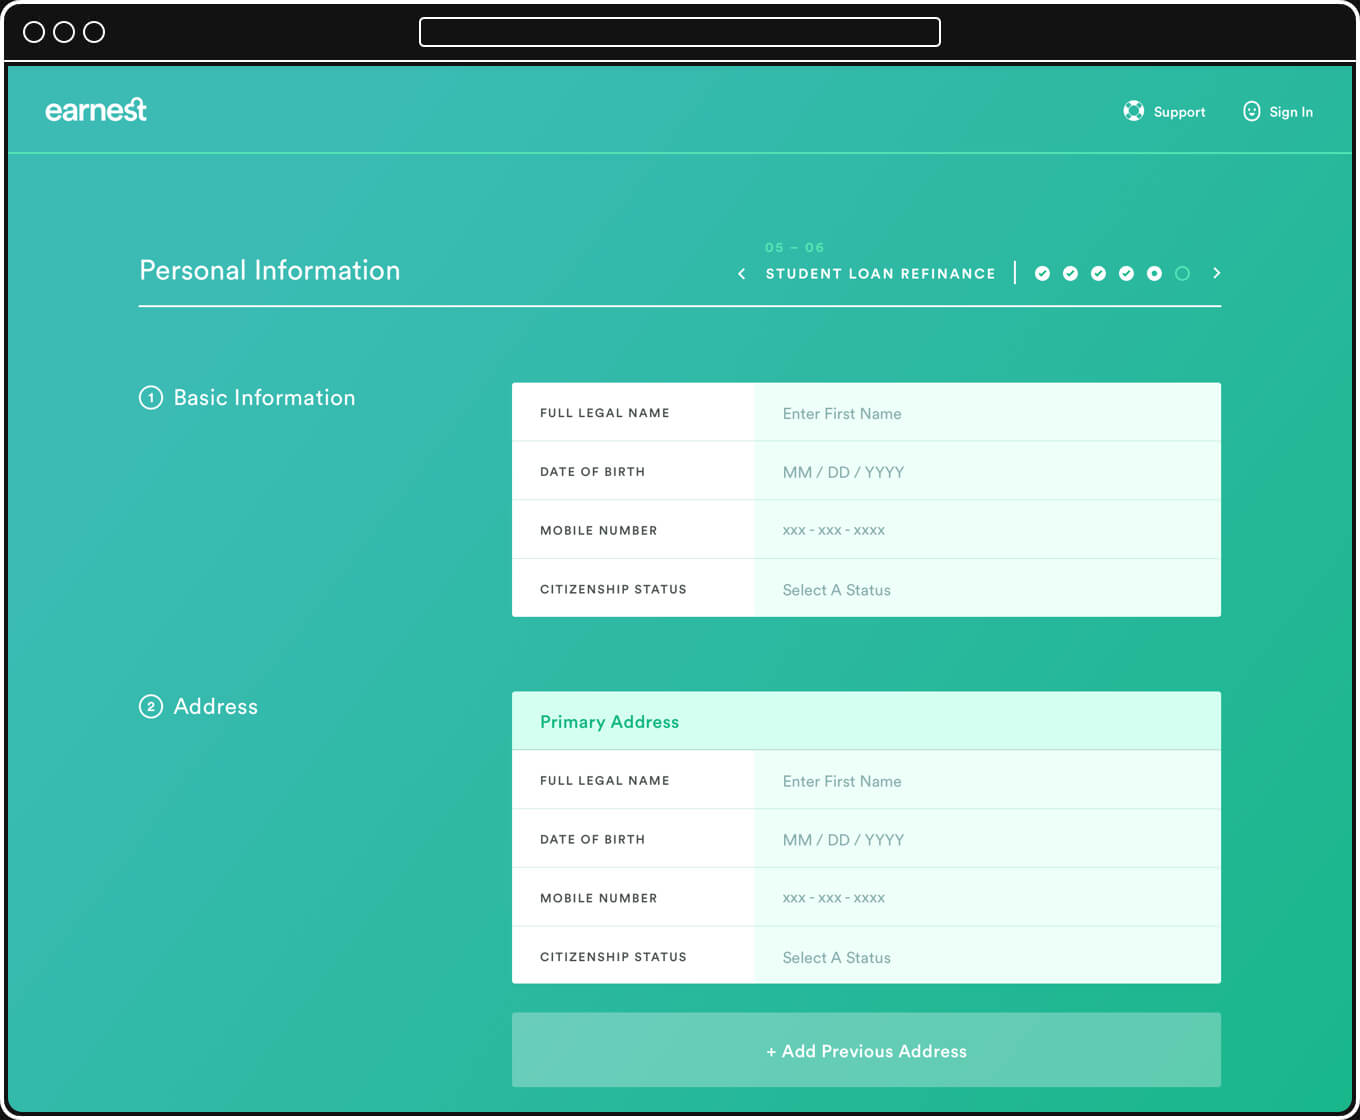 earnest
Support
Sign In
05 – 06
Personal Information
STUDENT LOAN REFINANCE
1 Basic Information
FULL LEGAL NAME Enter First Name
DATE OF BIRTH MM / DD / YYYY
MOBILE NUMBER xxx - xxx - xxxx
CITIZENSHIP STATUS Select A Status
2 Address
Primary Address
FULL LEGAL NAME Enter First Name
DATE OF BIRTH MM / DD / YYYY
MOBILE NUMBER xxx - xxx - xxxx
CITIZENSHIP STATUS Select A Status
+ Add Previous Address